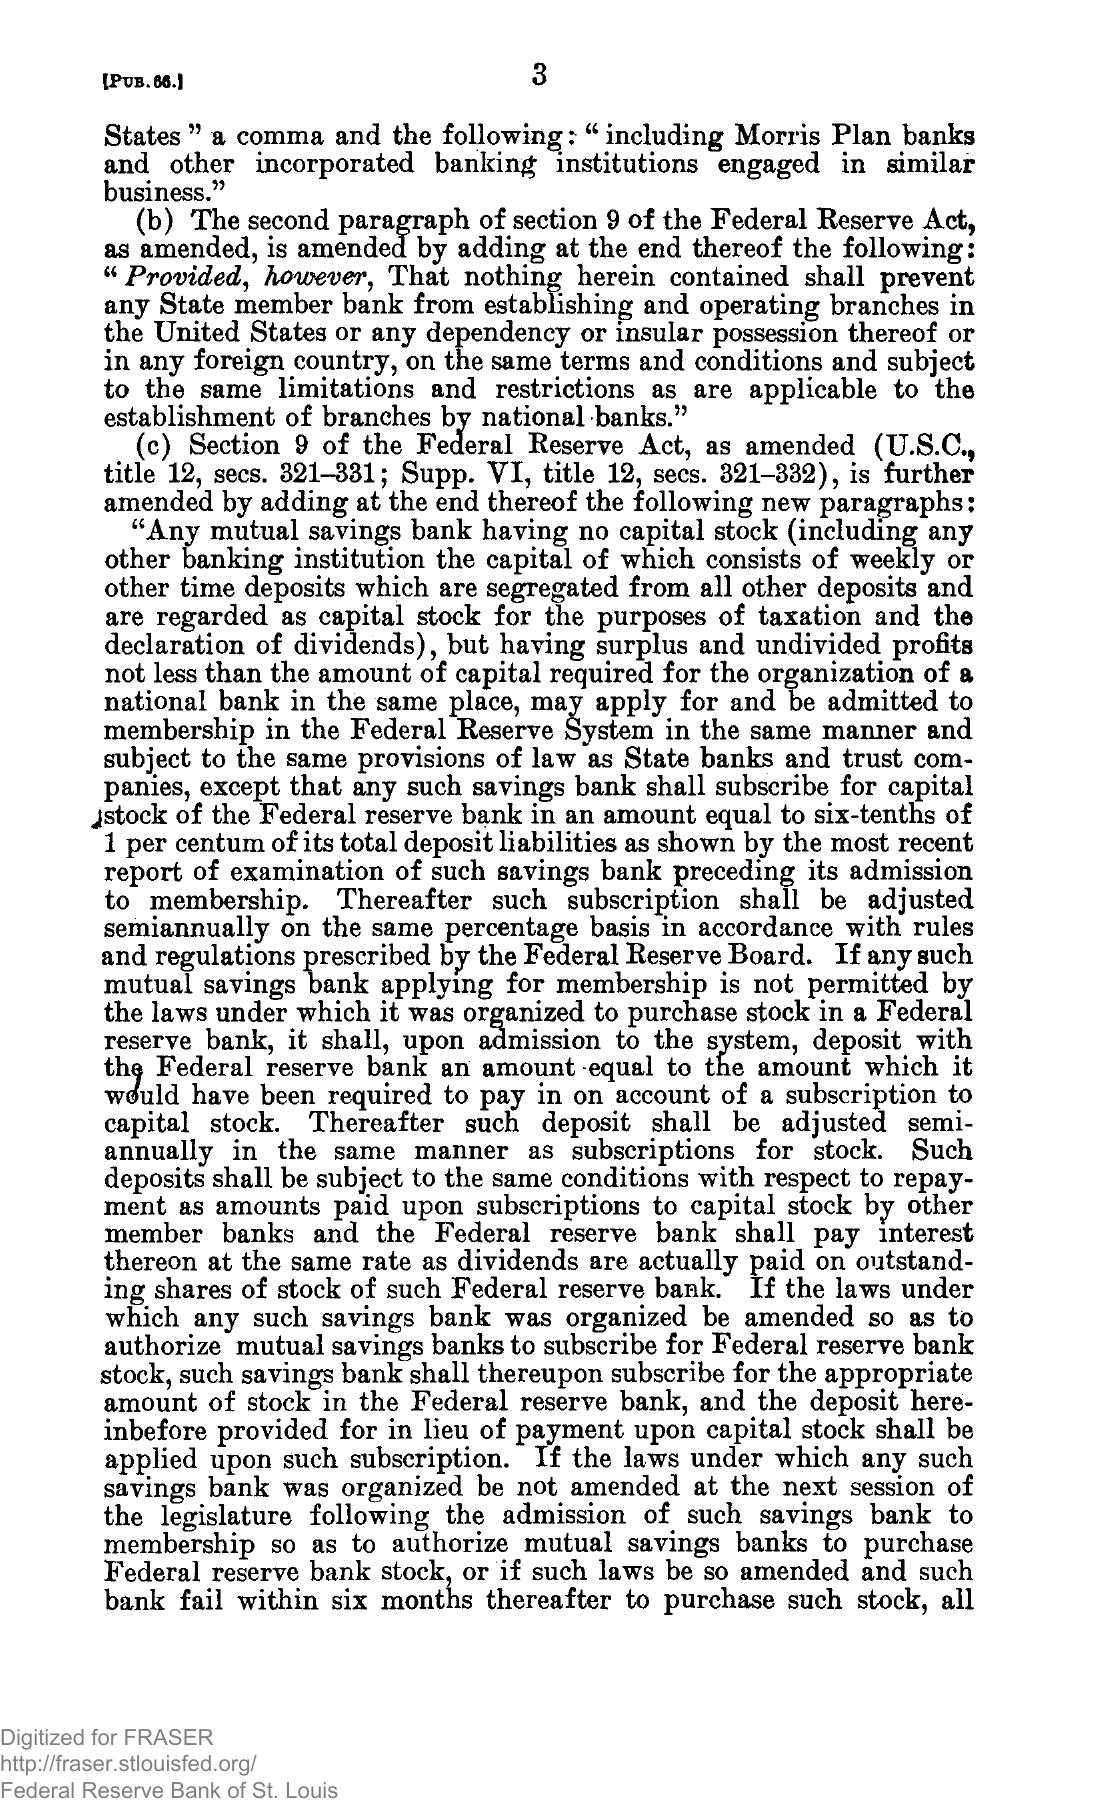 [PUB. 66.]
3
States " a comma and the following: " including Morris Plan banks
and other incorporated banking institutions engaged in similar
business."
(b) The second paragraph of section 9 of the Federal Reserve Act,
as amended, is amended by adding at the end thereof the following:
" Provided, however, That nothing herein contained shall prevent
any State member bank from establishing and operating branches in
the United States or any dependency or insular possession thereof or
in any foreign country, on the same terms and conditions and subject
to the same limitations and restrictions as are applicable to the
establishment of branches by national banks."
(c) Section 9 of the Federal Reserve Act, as amended (U.S.C.,
title 12, secs. 321–331; Supp. VI, title 12, secs. 321–332), is further
amended by adding at the end thereof the following new paragraphs:
"Any mutual savings bank having no capital stock (including any
other banking institution the capital of which consists of weekly or
other time deposits which are segregated from all other deposits and
are regarded as capital stock for the purposes of taxation and the
declaration of dividends), but having surplus and undivided profits
not less than the amount of capital required for the organization of a
national bank in the same place, may apply for and be admitted to
membership in the Federal Reserve System in the same manner and
subject to the same provisions of law as State banks and trust com-
panies, except that any such savings bank shall subscribe for capital
stock of the Federal reserve bank in an amount equal to six-tenths of
1 per centum of its total deposit liabilities as shown by the most recent
report of examination of such savings bank preceding its admission
to membership. Thereafter such subscription shall be adjusted
semiannually on the same percentage basis in accordance with rules
and regulations prescribed by the Federal Reserve Board. If any such
mutual savings bank applying for membership is not permitted by
the laws under which it was organized to purchase stock in a Federal
reserve bank, it shall, upon admission to the system, deposit with
the Federal reserve bank an amount equal to the amount which it
would have been required to pay in on account of a subscription to
capital stock. Thereafter such deposit shall be adjusted semi-
annually in the same manner as subscriptions for stock. Such
deposits shall be subject to the same conditions with respect to repay-
ment as amounts paid upon subscriptions to capital stock by other
member banks and the Federal reserve bank shall pay interest
thereon at the same rate as dividends are actually paid on outstand-
ing shares of stock of such Federal reserve bank. If the laws under
which any such savings bank was organized be amended so as to
authorize mutual savings banks to subscribe for Federal reserve bank
stock, such savings bank shall thereupon subscribe for the appropriate
amount of stock in the Federal reserve bank, and the deposit here-
inbefore provided for in lieu of payment upon capital stock shall be
applied upon such subscription. If the laws under which any such
savings bank was organized be not amended at the next session of
the legislature following the admission of such savings bank to
membership so as to authorize mutual savings banks to purchase
Federal reserve bank stock, or if such laws be so amended and such
bank fail within six months thereafter to purchase such stock, all
Digitized for FRASER
http://fraser.stlouisfed.org/
Federal Reserve Bank of St. Louis